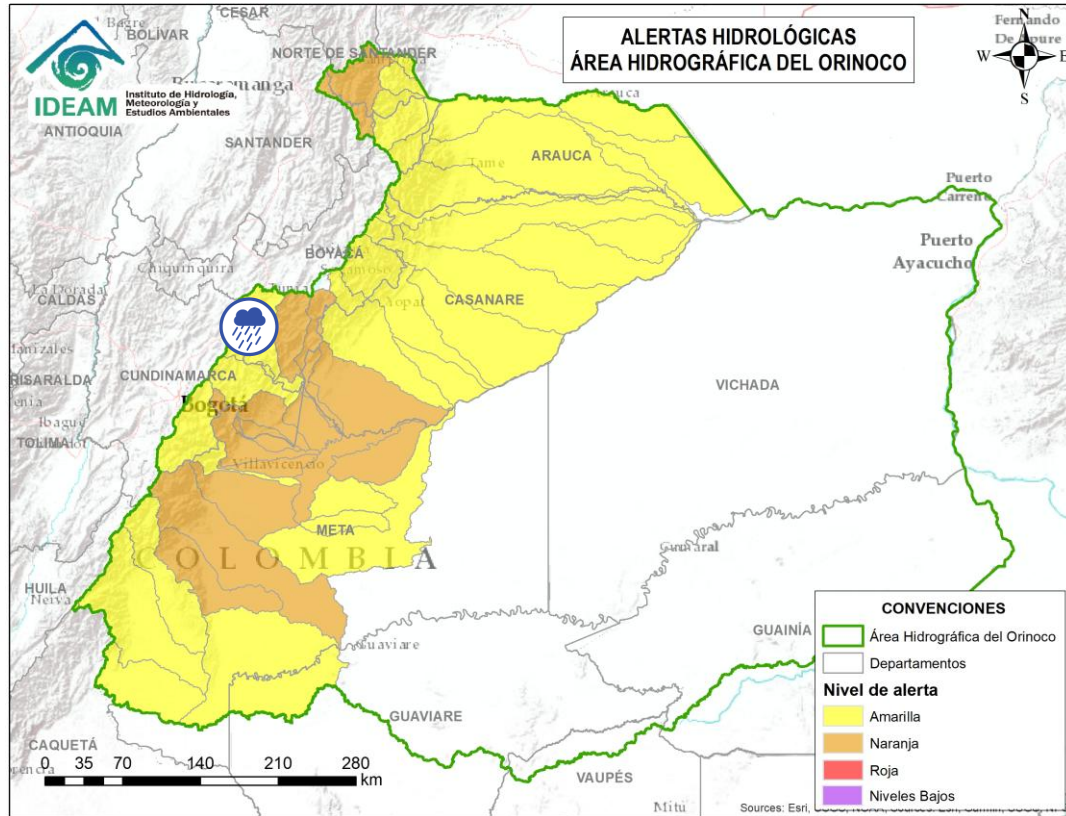 ALERTAS HIDROLÓGICAS
ÁREA HIDROGRÁFICA DEL ORINOCO
N
W E
S
IDEAM
Instituto de Hidrología,
Meteorología y
Estudios Ambientales
CESAR
BOLÍVAR
NORTE DE SANTANDER
ANTIOQUIA
SANTANDER
ARAUCA
Tame
Puerto
Carreño
Puerto
Ayacucho
BOYACÁ
Chiquinquira
La Dorada
CALDAS
Yopal
CASANARE
VICHADA
RISARALDA
CUNDINAMARCA
Bogotá
Ibagué
TOLIMA
Villavicencio
META
COLOMBIA
HUILA
Neiva
GUAINÍA
GUAVIARE
CAQUETÁ
VAUPÉS
Mitú
0 35 70 140 210 280
km
CONVENCIONES
Área Hidrográfica del Orinoco
Departamentos
Nivel de alerta
Amarilla
Naranja
Roja
Niveles Bajos
Sources: Esri,